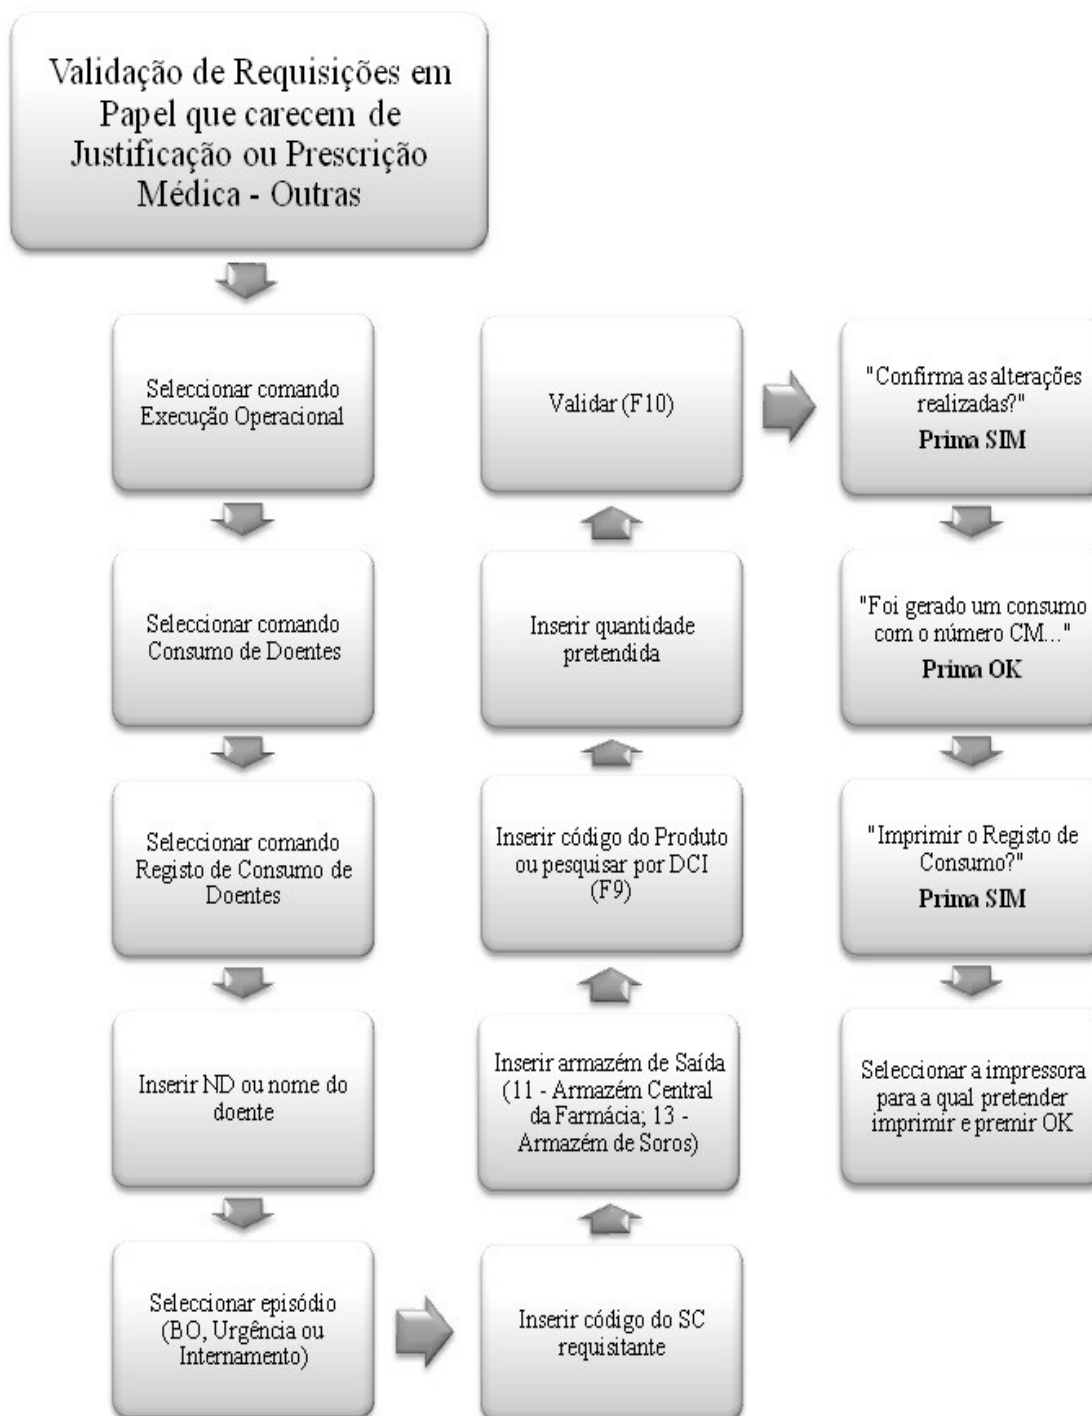 Validação de Requisições em
Papel que carecem de
Justificação ou Prescrição
Médica - Outras
Seleccionar comando
Execução Operacional
Seleccionar comando
Consumo de Doentes
Seleccionar comando
Registo de Consumo de
Doentes
Inserir ND ou nome do
doente
Seleccionar episódio
(BO, Urgência ou
Internamento)
Inserir código do SC
requisitante
Inserir armazém de Saída
(11 - Armazém Central
da Farmácia; 13 -
Armazém de Soros)
Inserir código do Produto
ou pesquisar por DCI
(F9)
Inserir quantidade
pretendida
Validar (F10)
"Confirma as alterações
realizadas?"
Prima SIM
"Foi gerado um consumo
com o número CM..."
Prima OK
"Imprimir o Registo de
Consumo?"
Prima SIM
Seleccionar a impressora
para a qual pretender
imprimir e premir OK